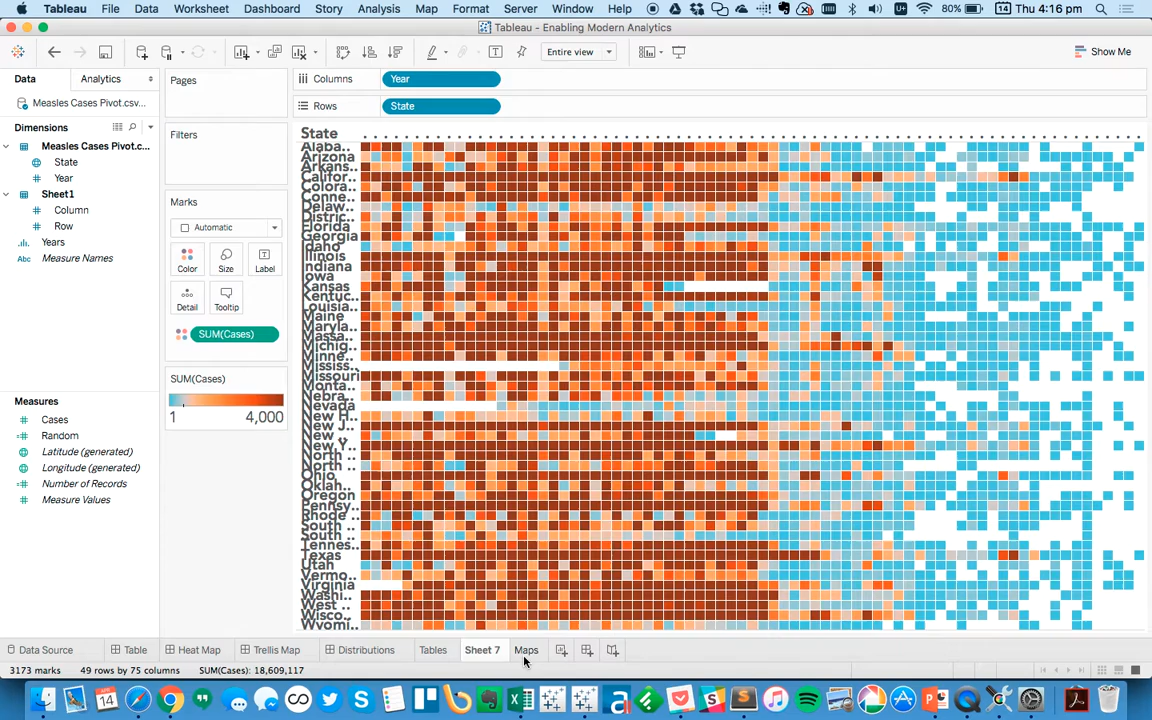 Tableau File Data Worksheet Dashboard Story Analysis Map Format Server Window Help 80% 14 Thu 4:16 pm
Tableau - Enabling Modern Analytics
Entire view Show Me
Data Analytics Pages Columns Year
Measles Cases Pivot.csv... Rows State
Dimensions Filters State
Measles Cases Pivot.c...
State
Year
Sheet1
Column
Row
Years
Measure Names
Marks
Automatic
Color Size Label
Detail Tooltip
SUM(Cases)
SUM(Cases)
1 4,000
Measures
Cases
Random
Latitude (generated)
Longitude (generated)
Number of Records
Measure Values
Alaba..
Arizona
Arkans..
Califor..
Colora..
Conne..
Delaw..
Distric..
Florida
Georgia
Idaho
Illinois
Indiana
Iowa
Kansas
Kentuc..
Louisia..
Maine
Maryla..
Massa..
Michig..
Minne..
Mississ..
Missouri
Monta..
Nebra..
Nevada
New H..
New J..
New ..
New Y..
North ..
North ..
Ohio
Oklah..
Oregon
Pennsy..
Rhode ..
South ..
South ..
Tennes..
Texas
Utah
Vermo..
Virginia
Washi..
West ..
Wisco..
Wyomi..
Data Source Table Heat Map Trellis Map Distributions Tables Sheet 7 Maps
3173 marks 49 rows by 75 columns SUM(Cases): 18,609,117